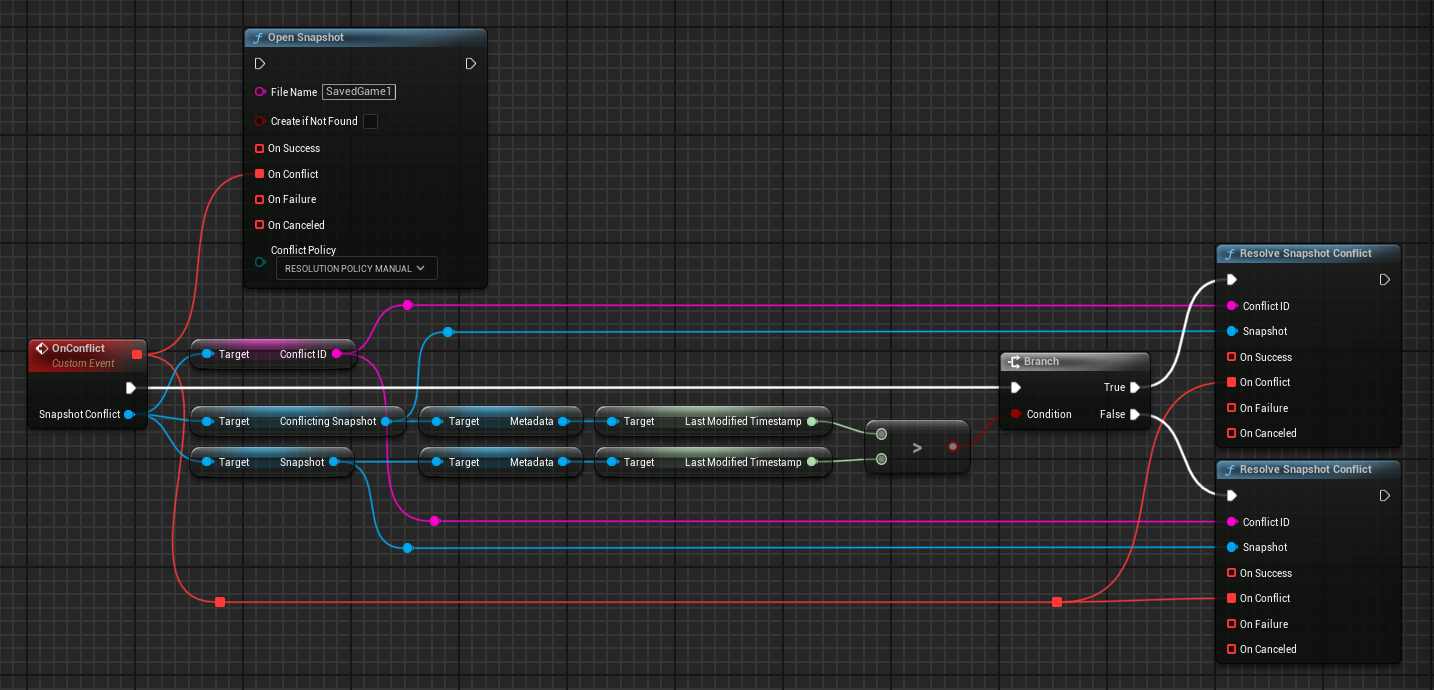 Open Snapshot
File Name SavedGame1
Create if Not Found
On Success
On Conflict
On Failure
On Canceled
Conflict Policy
RESOLUTION POLICY MANUAL
OnConflict
Custom Event
Snapshot Conflict
Target Conflict ID
Target Conflicting Snapshot
Target Metadata
Target Last Modified Timestamp
Target Snapshot
Target Metadata
Target Last Modified Timestamp
>
Branch
True
Condition False
Resolve Snapshot Conflict
Conflict ID
Snapshot
On Success
On Conflict
On Failure
On Canceled
Resolve Snapshot Conflict
Conflict ID
Snapshot
On Success
On Conflict
On Failure
On Canceled